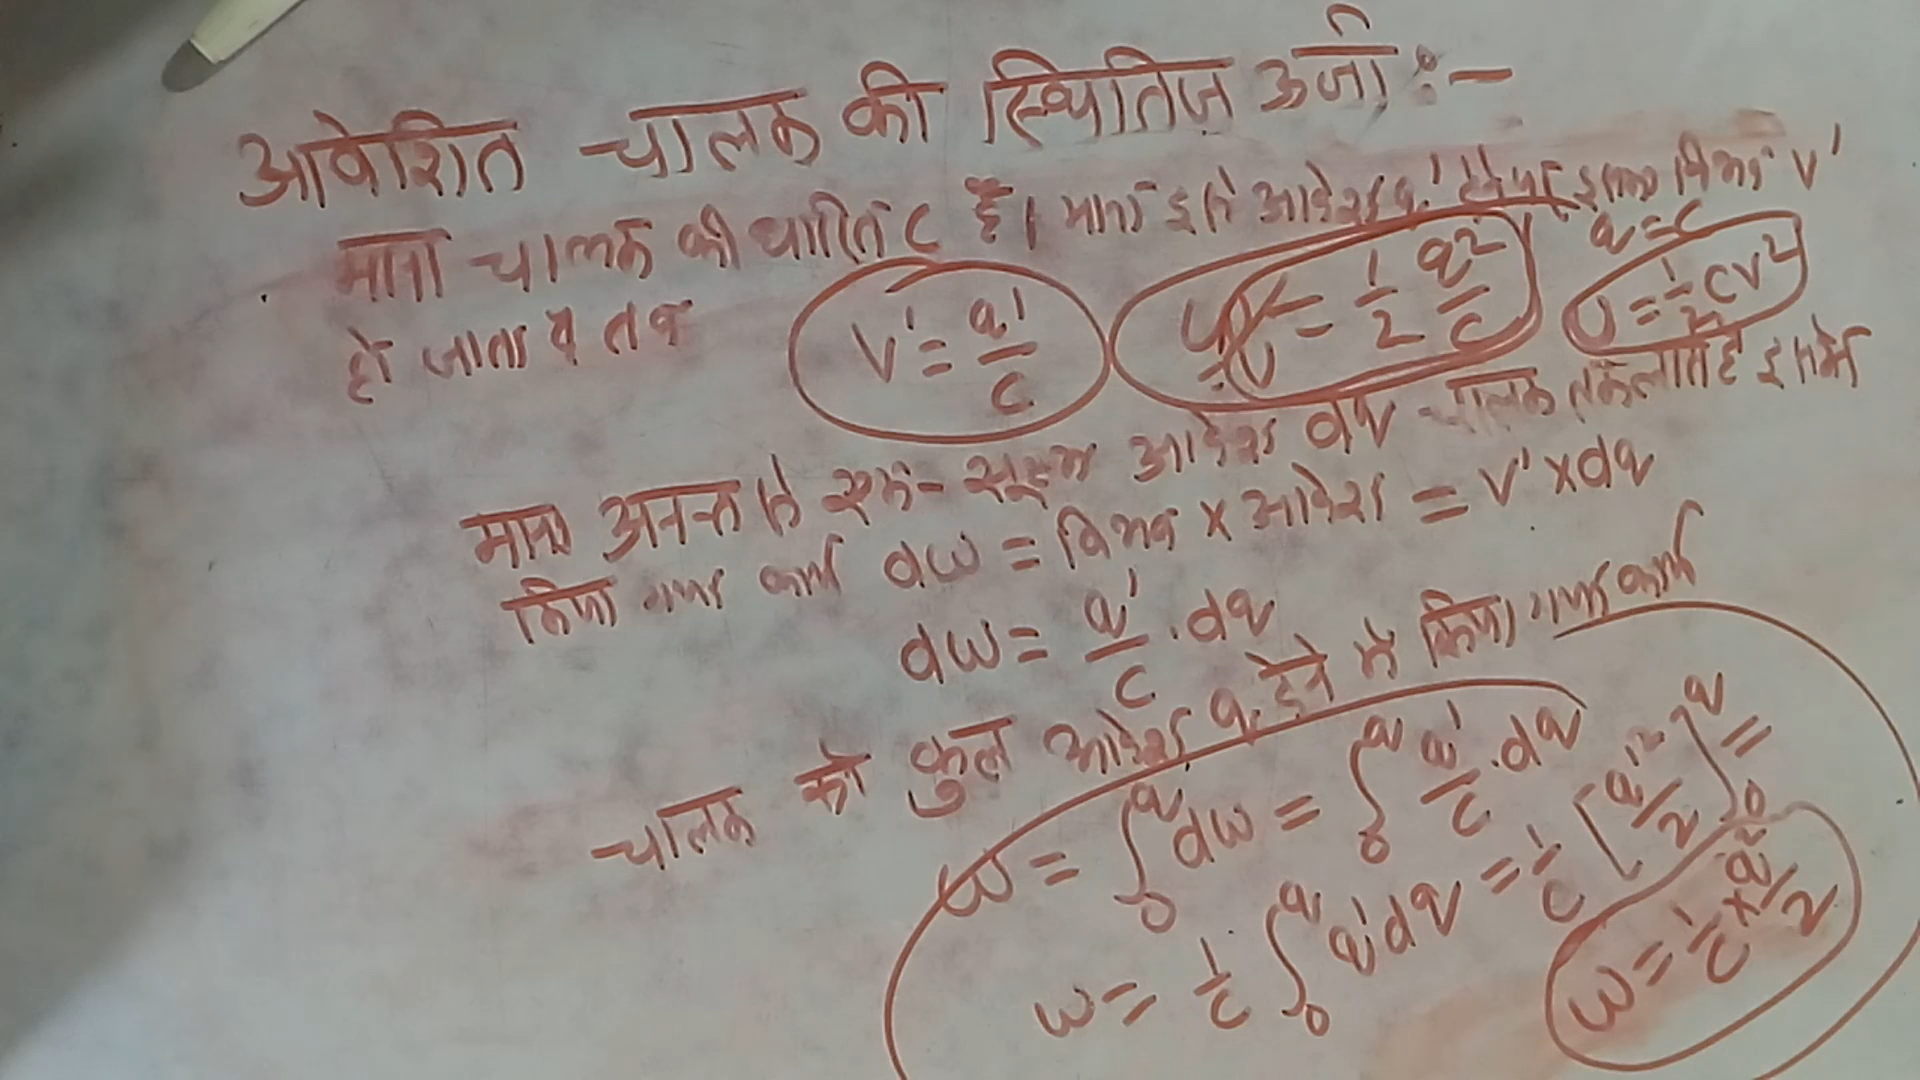 आवेशित चालक की स्थितिज ऊर्जा :-
माना चालक की धारिता C है। माना इसे आवेश q' देने पर इसका विभव V'
हो जाता है तब V' = q'/C U = 1/2 q²/C q = C U = 1/2 CV²
माना अनन्त से एक सूक्ष्म आवेश dq चालक तक लाते है इसमें
किया गया कार्य dw = विभव × आवेश = V' × dq
dw = q'/C . dq
चालक को कुल आवेश q देने में किया गया कार्य
w = ∫₀^q dw = ∫₀^q q'/C . dq
w = 1/C ∫₀^q q' dq = 1/C [q'²/2]₀^q =
w = 1/C × q²/2